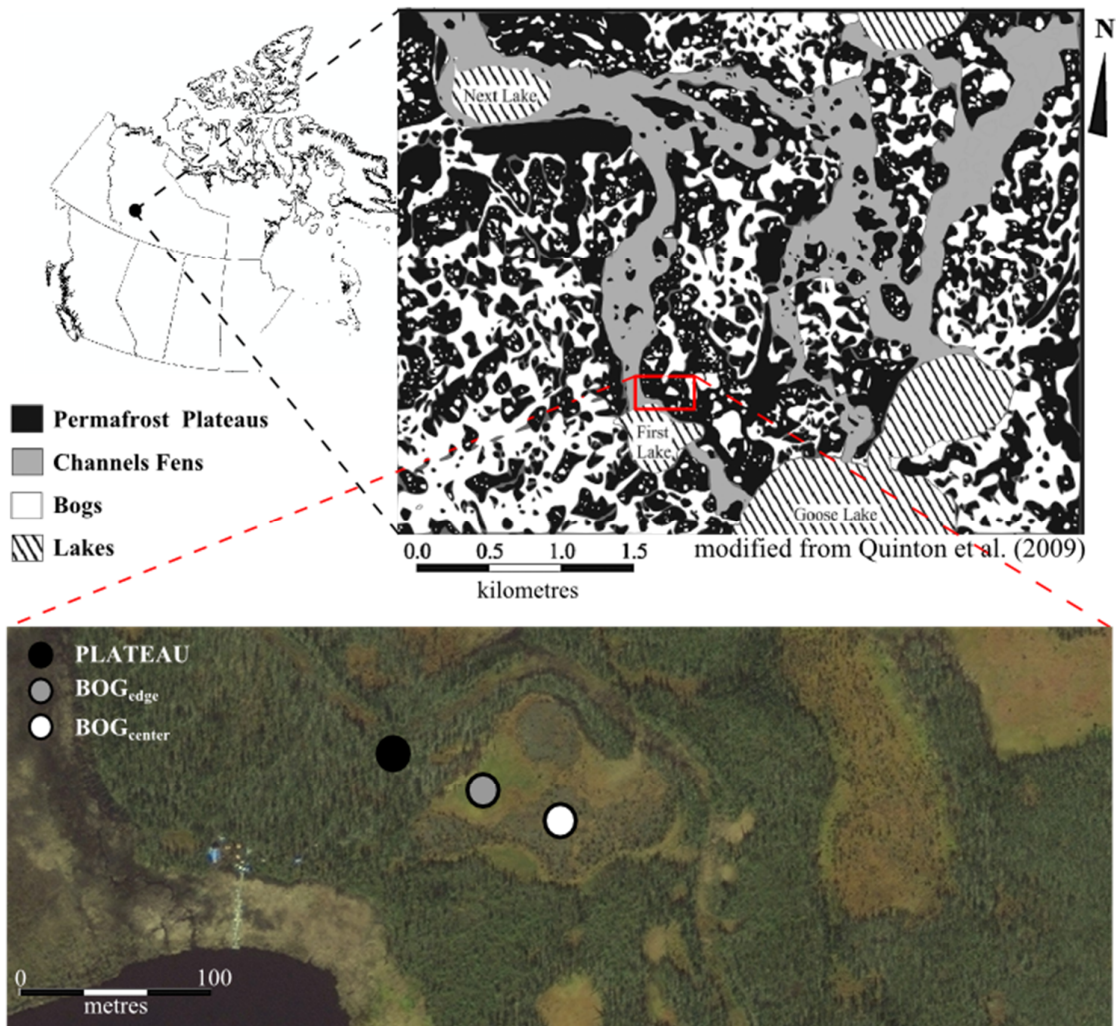 N
Next Lake
First
Lake
Goose Lake
Permafrost Plateaus
Channels Fens
Bogs
Lakes
0.0 0.5 1.0 1.5
kilometres
modified from Quinton et al. (2009)
PLATEAU
BOGedge
BOGcenter
0 100
metres